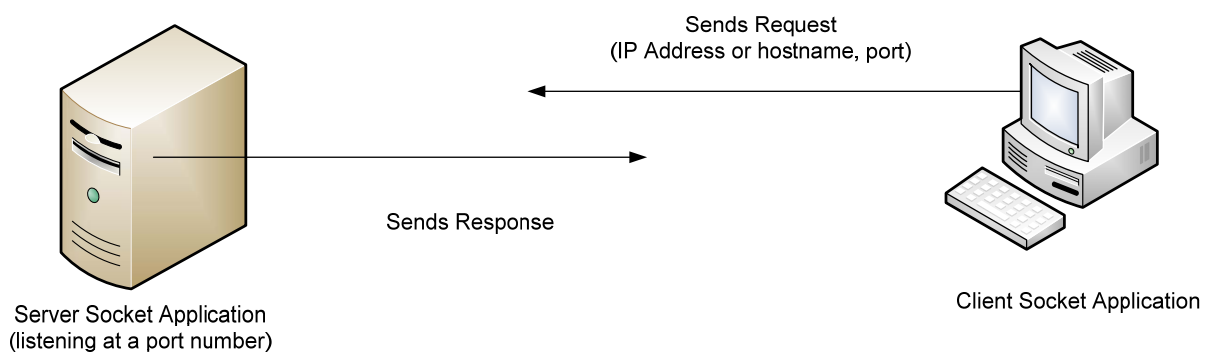 Sends Request
(IP Address or hostname, port)
Sends Response
Server Socket Application
(listening at a port number)
Client Socket Application